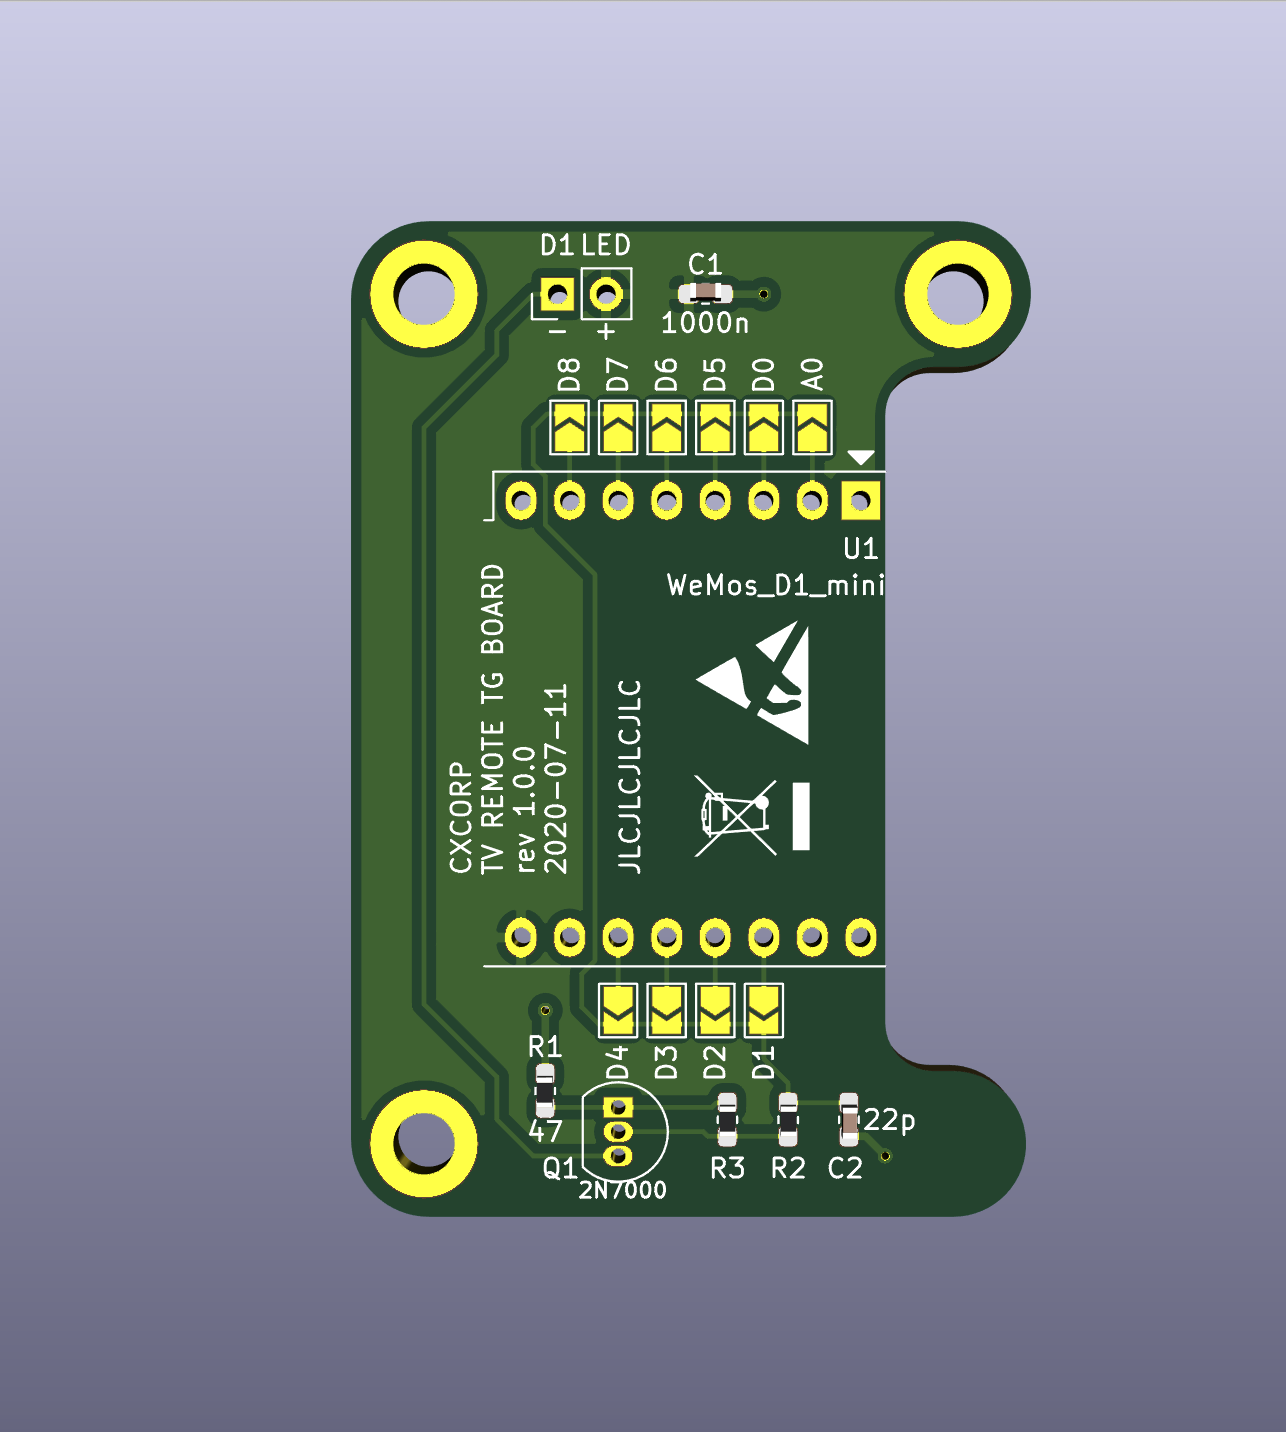 D1 LED
C1
- +
1000n
D8 D7 D6 D5 D0 A0
U1
WeMos_D1_mini
CXCORP
TV REMOTE TG BOARD
rev 1.0.0
2020-07-11
JLCJLCJLCJLC
D4 D3 D2 D1
R1
47
22p
Q1
R3 R2 C2
2N7000